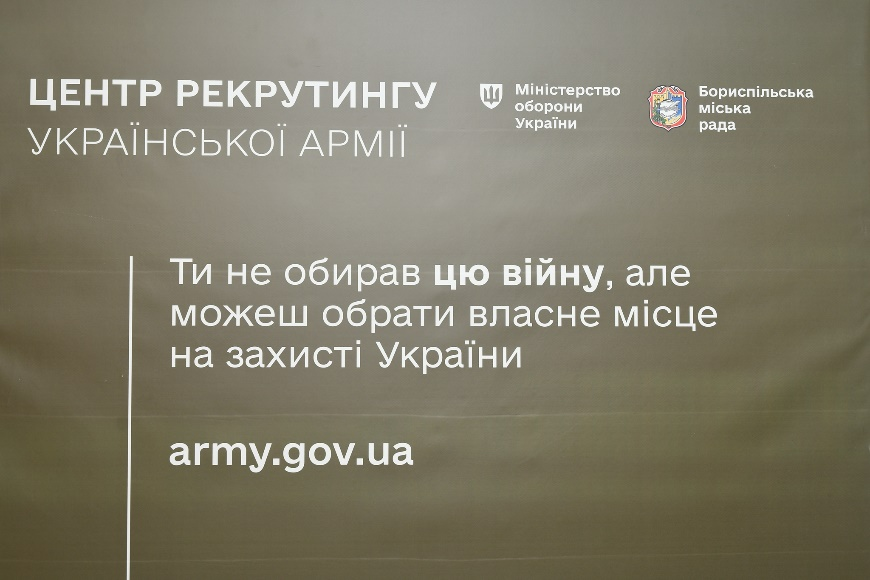 ЦЕНТР РЕКРУТИНГУ
УКРАЇНСЬКОЇ АРМІЇ
Міністерство
оборони
України
Бориспільська
міська
рада
Ти не обирав цю війну, але
можеш обрати власне місце
на захисті України
army.gov.ua